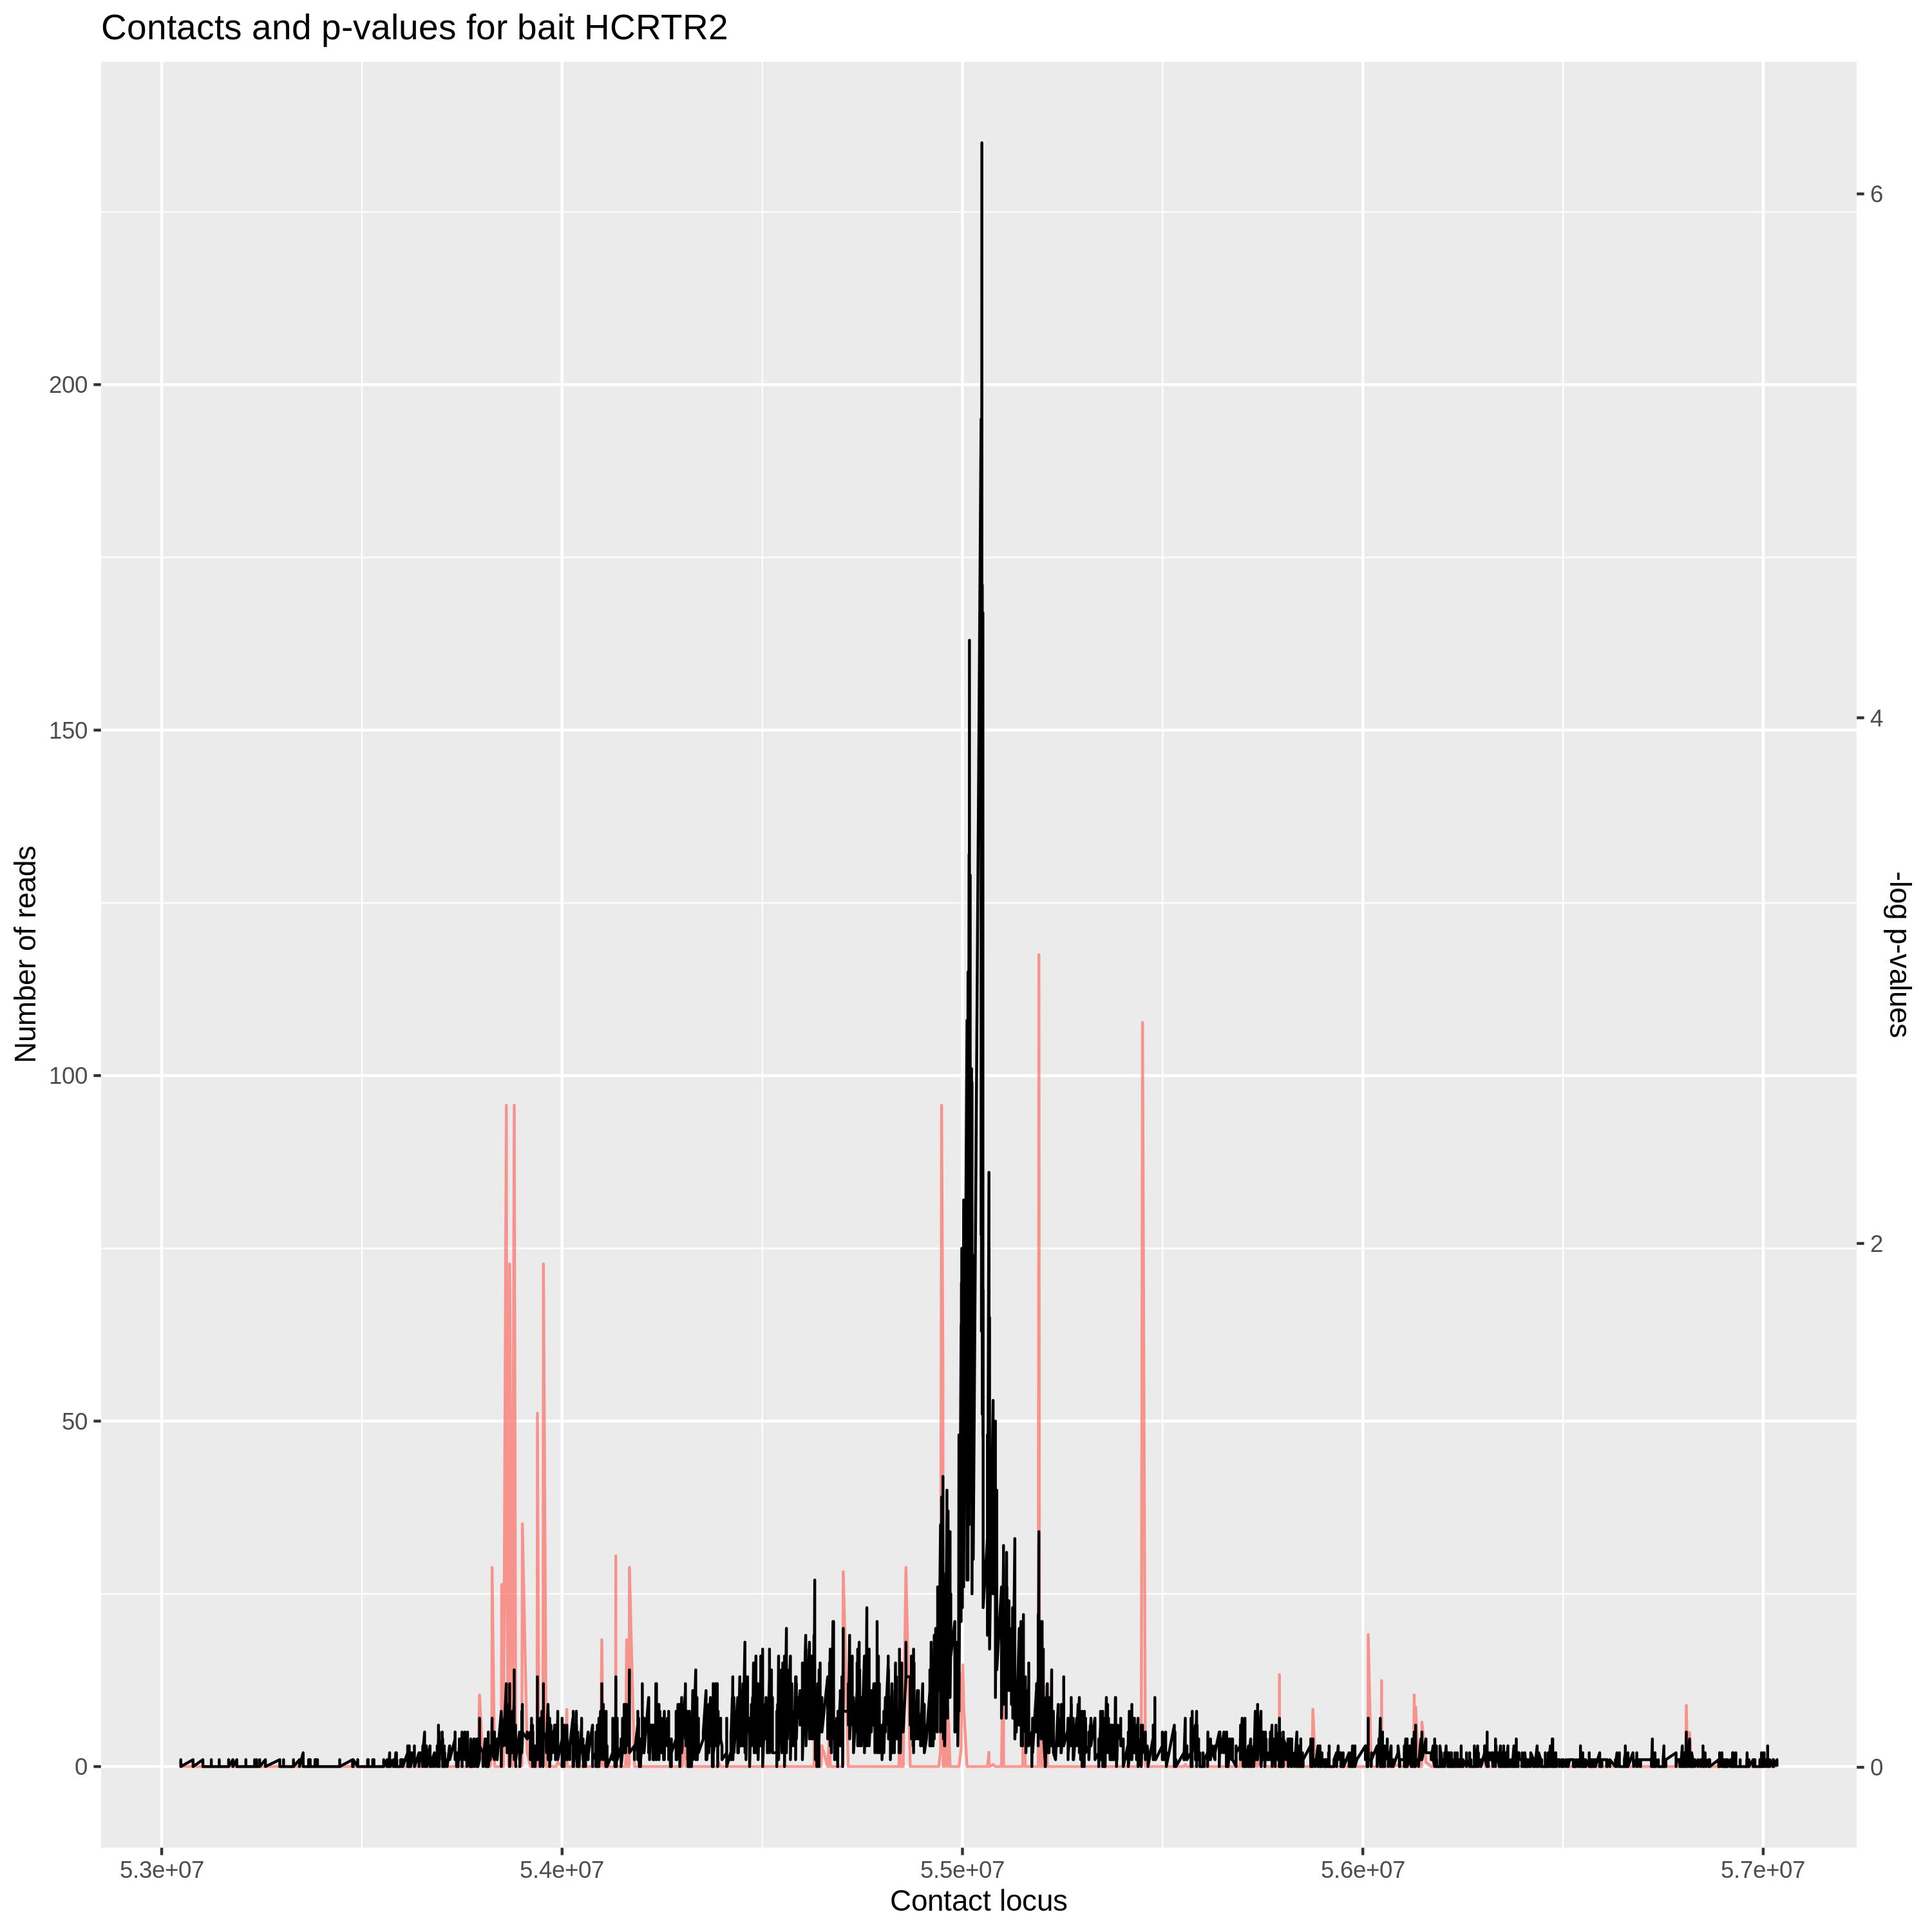 Contacts and p-values for bait HCRTR2
Number of reads
200
150
100
50
0
6
4
2
0
-log p-values
5.3e+07
5.4e+07
5.5e+07
5.6e+07
5.7e+07
Contact locus